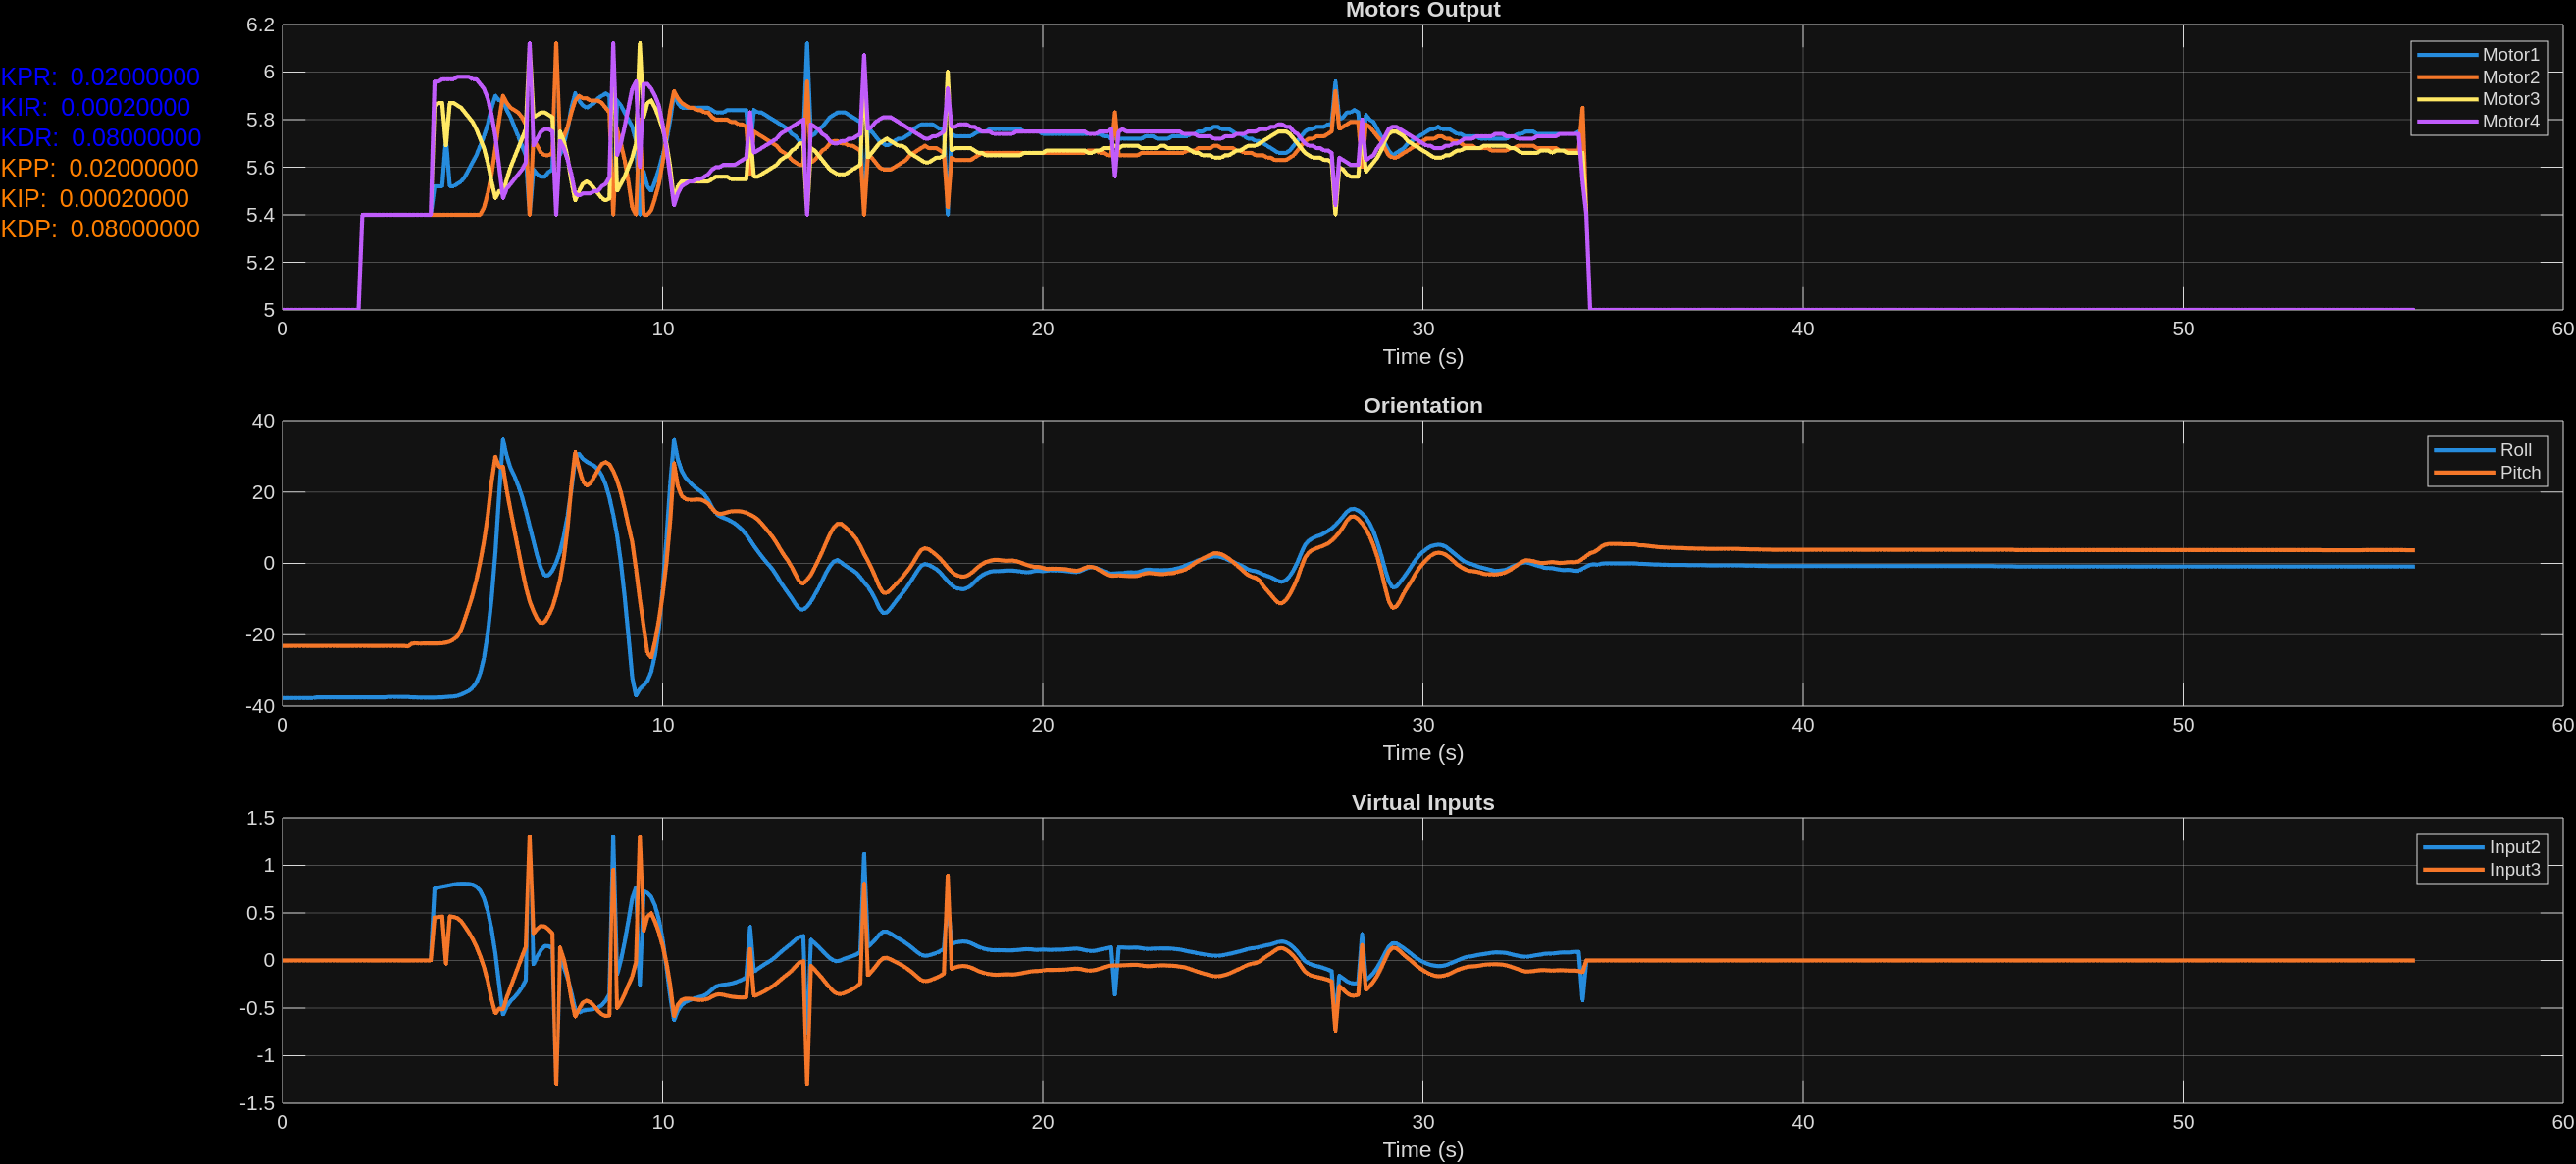 Motors Output
KPR: 0.02000000
KIR: 0.00020000
KDR: 0.08000000
KPP: 0.02000000
KIP: 0.00020000
KDP: 0.08000000
6.2
6
5.8
5.6
5.4
5.2
5
0 10 20 30 40 50 60
Time (s)
Motor1
Motor2
Motor3
Motor4
Orientation
40
20
0
-20
-40
0 10 20 30 40 50 60
Time (s)
Roll
Pitch
Virtual Inputs
1.5
1
0.5
0
-0.5
-1
-1.5
0 10 20 30 40 50 60
Time (s)
Input2
Input3